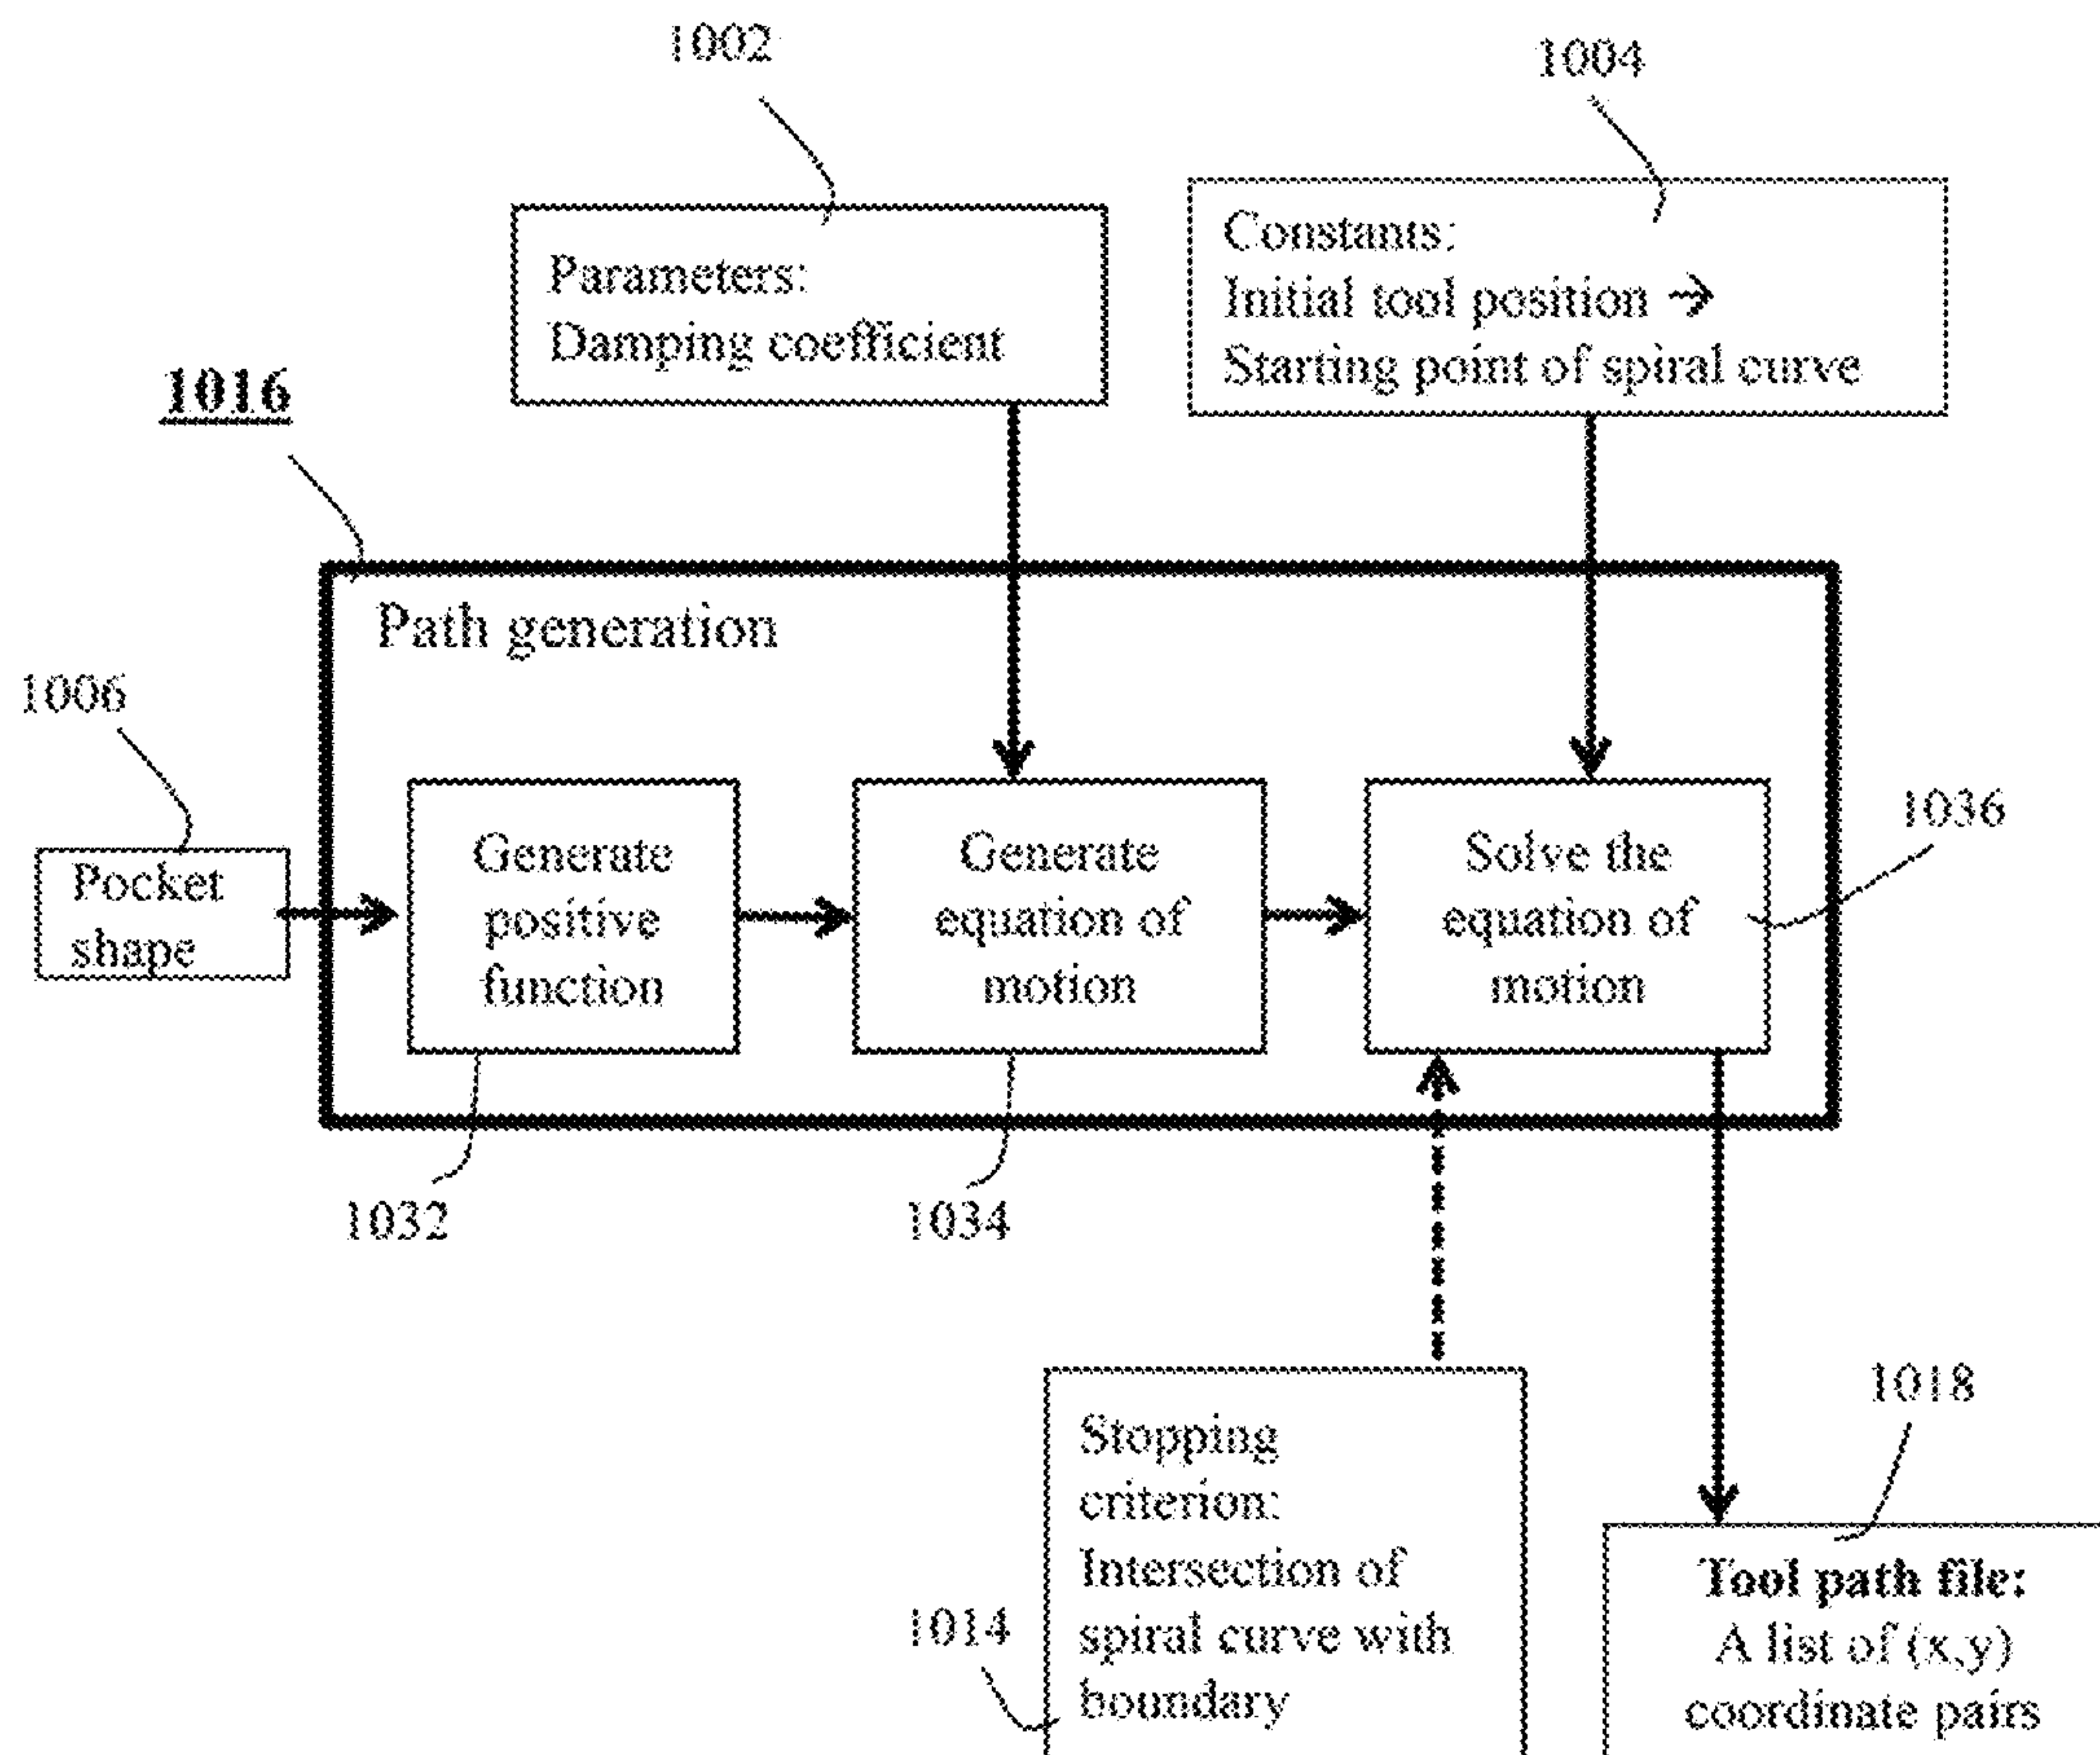 1002
1004
Parameters:
Damping coefficient
Constants:
Initial tool position →
Starting point of spiral curve
1016
Path generation
1006
Pocket
shape
Generate
positive
function
Generate
equation of
motion
Solve the
equation of
motion
1036
1032
1034
1014
Stopping
criterion:
Intersection of
spiral curve with
boundary
1018
Tool path file:
A list of (x,y)
coordinate pairs